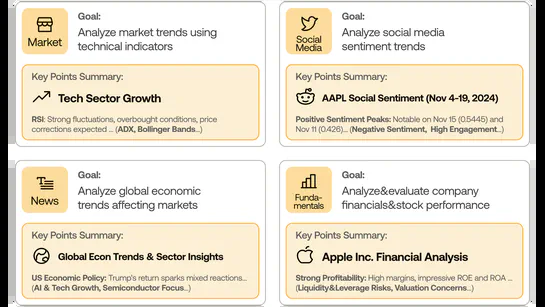 Market
Goal:
Analyze market trends using
technical indicators
Key Points Summary:
Tech Sector Growth
RSI: Strong fluctuations, overbought conditions, price
corrections expected ... (ADX, Bollinger Bands...)
Social
Media
Goal:
Analyze social media
sentiment trends
Key Points Summary:
AAPL Social Sentiment (Nov 4-19, 2024)
Positive Sentiment Peaks: Notable on Nov 15 (0.5445) and
Nov 11 (0.426)... (Negative Sentiment, High Engagement...)
News
Goal:
Analyze global economic
trends affecting markets
Key Points Summary:
Global Econ Trends & Sector Insights
US Economic Policy: Trump's return sparks mixed reactions...
(AI & Tech Growth, Semiconductor Focus...)
Funda-
mentals
Goal:
Analyze&evaluate company
financials&stock performance
Key Points Summary:
Apple Inc. Financial Analysis
Strong Profitability: High margins, impressive ROE and ROA ...
(Liquidity&Leverage Risks, Valuation Concerns...)